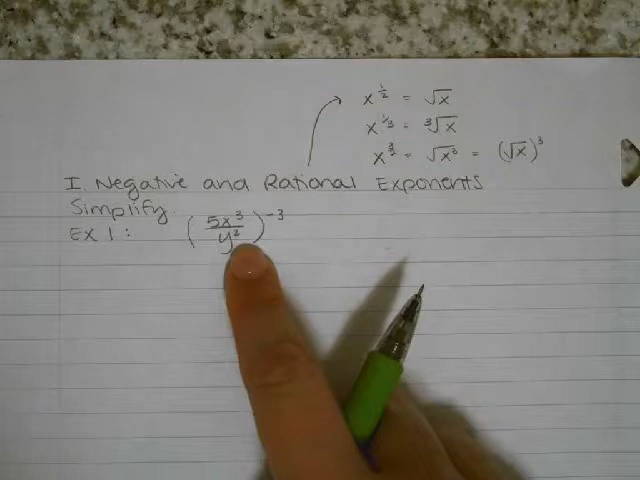 x^{1/2} = √x
x^{1/3} = ∛x
x^{3/2} = √x³ = (√x)³
I. Negative and Rational Exponents
Simplify.
EX 1: (5x³/y²)^{-3}